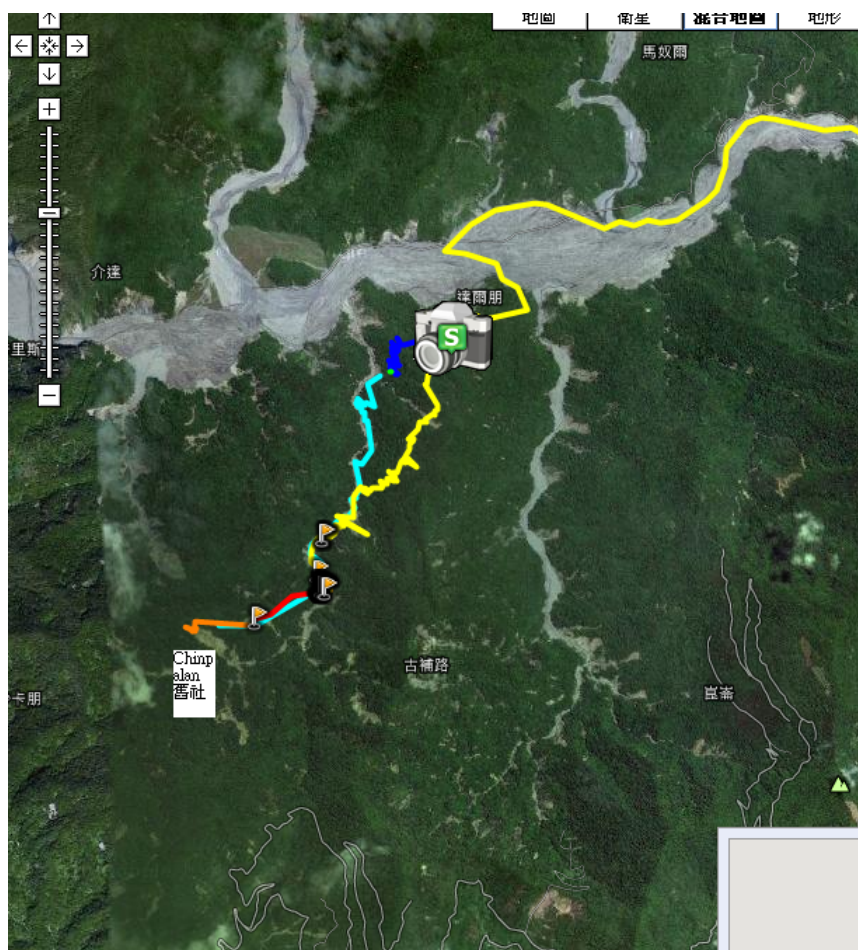 地圖 衛星 混合地圖 地形
馬奴爾
介達
達爾朋
里斯
S
Chinp
alan
舊社
古補路
卡朋
崑崙